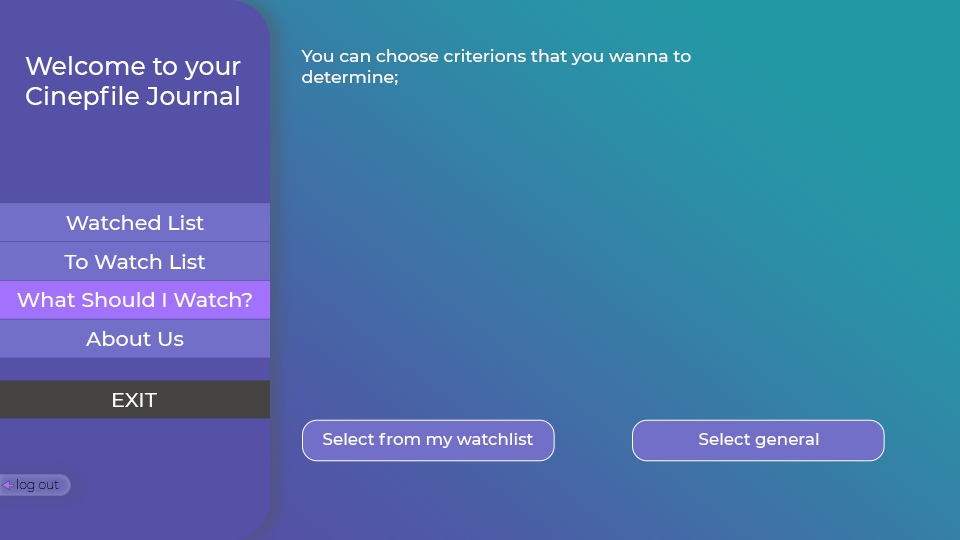 Welcome to your
Cinepfile Journal
Watched List
To Watch List
What Should I Watch?
About Us
EXIT
log out
You can choose criterions that you wanna to
determine;
Select from my watchlist
Select general